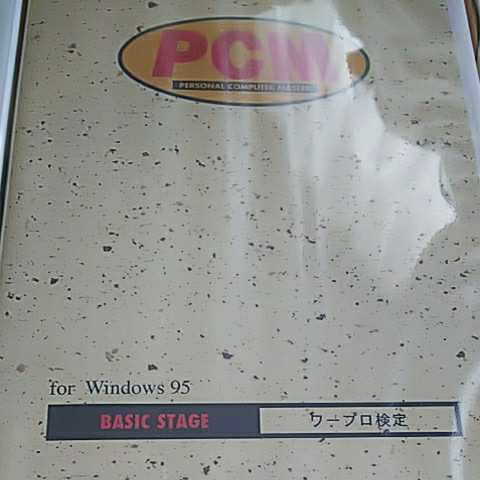 PCM
PERSONAL COMPUTER MASTER
for Windows 95
BASIC STAGE
ワープロ検定